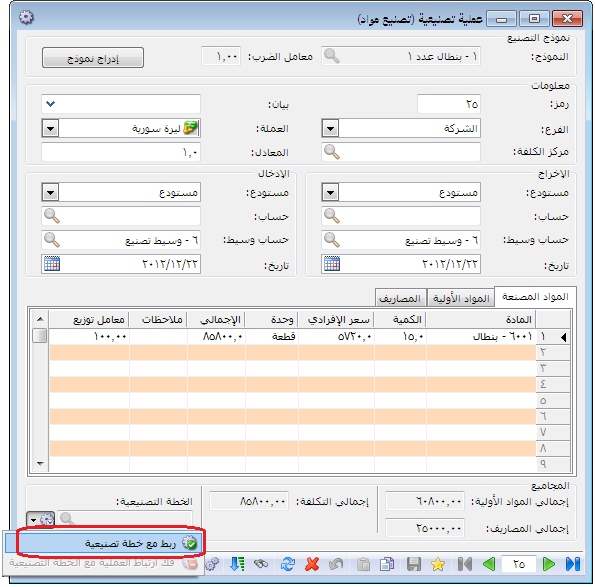 عملية تصنيعية (تصنيع مواد)
نموذج التصنيع
النموذج: ١ - بنطال عدد ١ معامل الضرب: ١,٠٠ إدراج نموذج
معلومات
رمز: ٢٥ بيان:
الفرع: الشركة العملة: ليرة سورية
مركز الكلفة: المعادل: ١,٠
الإخراج
مستودع: مستودع
حساب:
حساب وسيط: ٦ - وسيط تصنيع
تاريخ: ٢٠١٢/١٢/٢٢
الإدخال
مستودع: مستودع
حساب:
حساب وسيط: ٦ - وسيط تصنيع
تاريخ: ٢٠١٢/١٢/٢٢
المواد المصنعة المواد الأولية المصاريف
المادة الكمية سعر الإفرادي وحدة الإجمالي ملاحظات معامل توزيع
١ ٦٠٠١ - بنطال ١٥,٠ ٥٧٢٠,٠ قطعة ٨٥٨٠٠,٠ ١٠٠,٠٠
٢
٣
٤
٥
٦
٧
٨
٩
المجاميع
إجمالي المواد الأولية: ٦٠٨٠٠,٠٠ إجمالي التكلفة: ٨٥٨٠٠,٠٠ الخطة التصنيعية:
إجمالي المصاريف: ٢٥٠٠٠,٠٠
ربط مع خطة تصنيعية
فك ارتباط العملية مع الخطة التصنيعية
٢٥